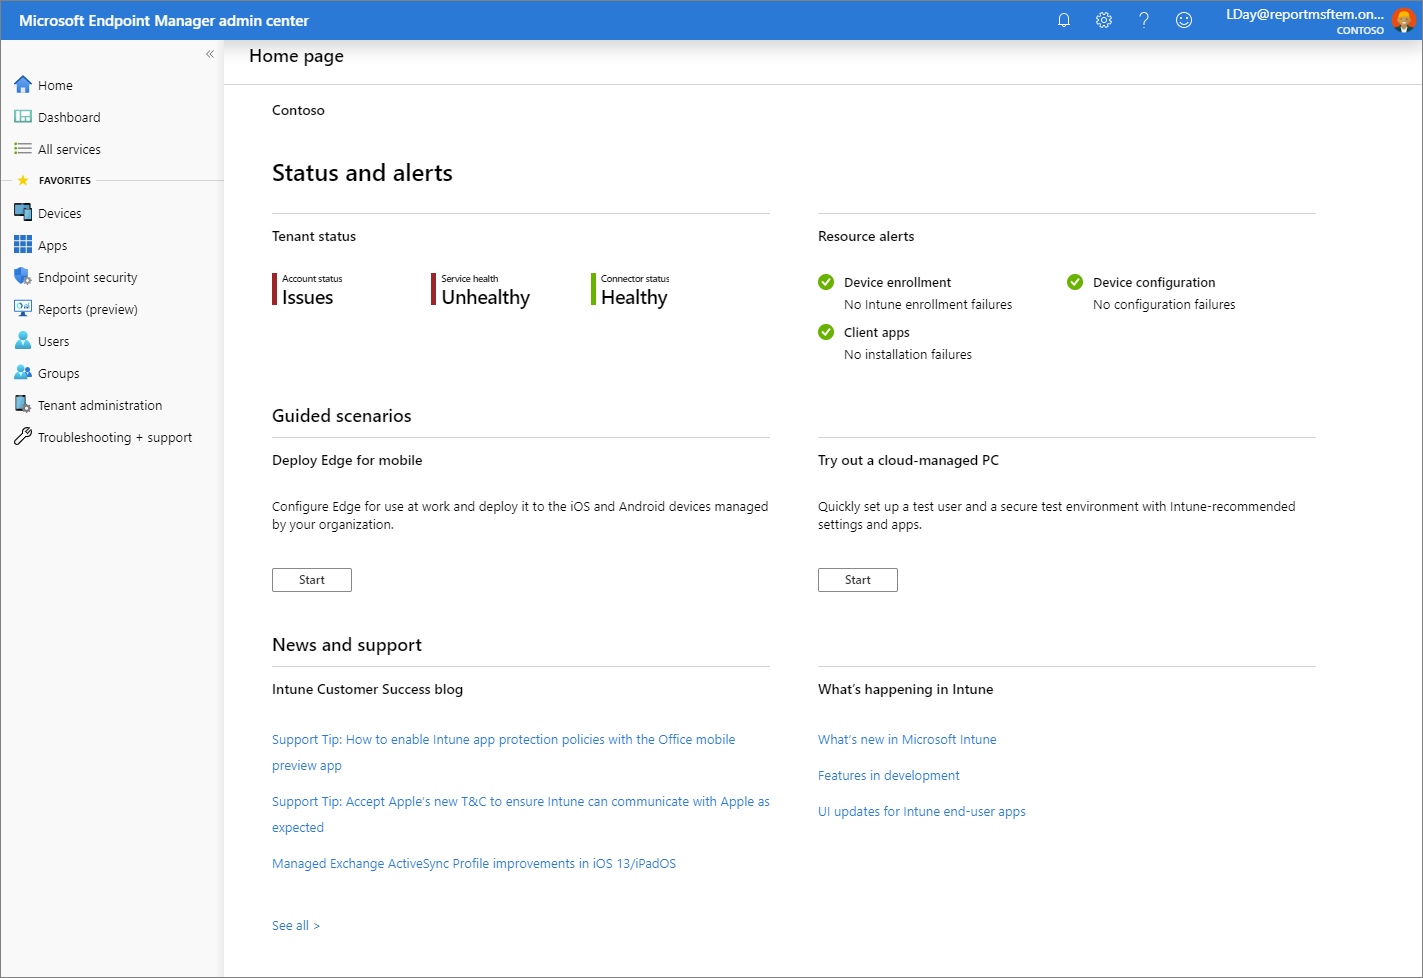 Microsoft Endpoint Manager admin center
LDay@reportmsftem.on...
CONTOSO
Home page
Home
Dashboard
All services
FAVORITES
Devices
Apps
Endpoint security
Reports (preview)
Users
Groups
Tenant administration
Troubleshooting + support
Contoso
Status and alerts
Tenant status
Account status
Issues
Service health
Unhealthy
Connector status
Healthy
Resource alerts
Device enrollment
No Intune enrollment failures
Device configuration
No configuration failures
Client apps
No installation failures
Guided scenarios
Deploy Edge for mobile
Configure Edge for use at work and deploy it to the iOS and Android devices managed
by your organization.
Start
Try out a cloud-managed PC
Quickly set up a test user and a secure test environment with Intune-recommended
settings and apps.
Start
News and support
Intune Customer Success blog
Support Tip: How to enable Intune app protection policies with the Office mobile
preview app
Support Tip: Accept Apple's new T&C to ensure Intune can communicate with Apple as
expected
Managed Exchange ActiveSync Profile improvements in iOS 13/iPadOS
See all >
What's happening in Intune
What's new in Microsoft Intune
Features in development
UI updates for Intune end-user apps